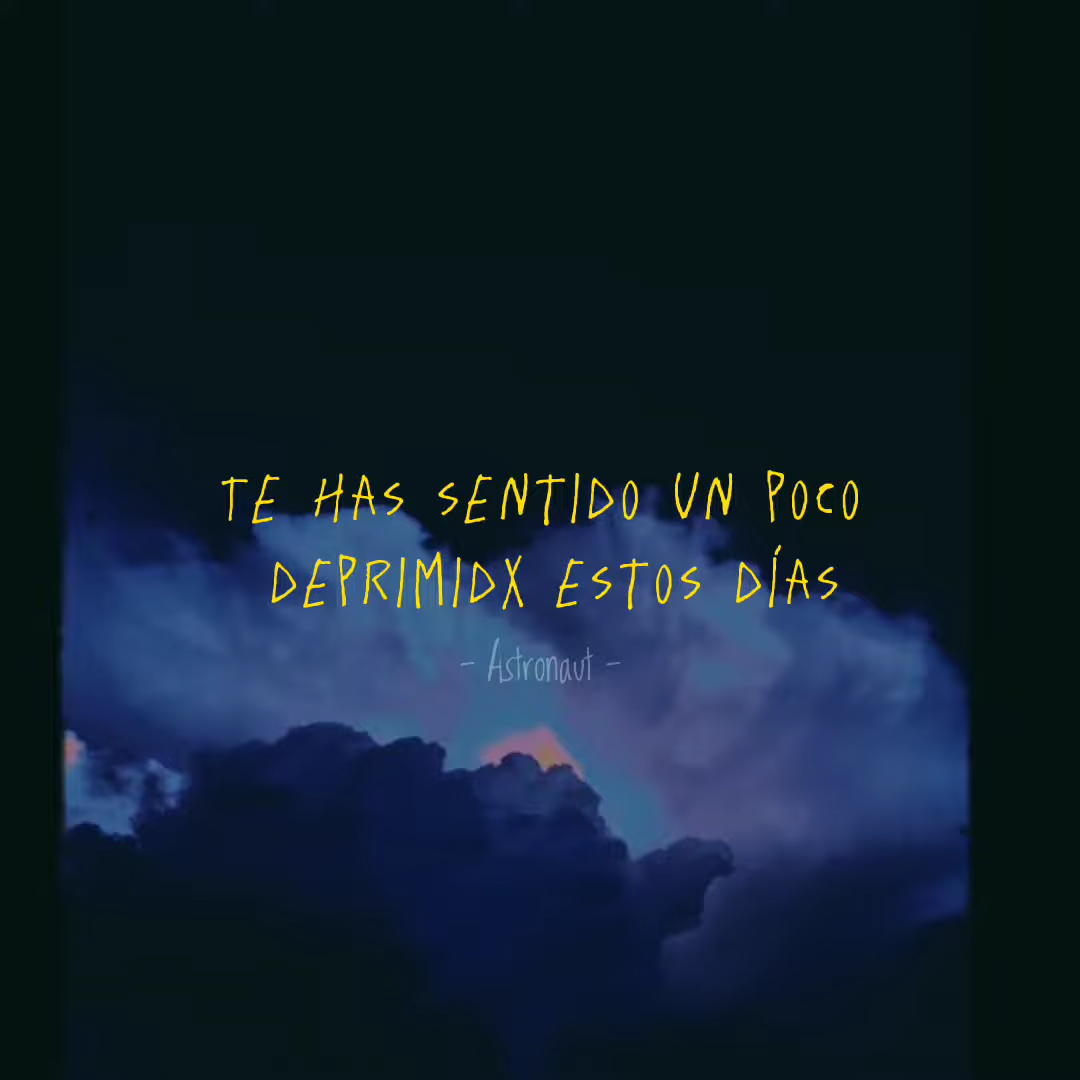 TE HAS SENTIDO UN POCO
DEPRIMIDX ESTOS DÍAS
- Astronaut -